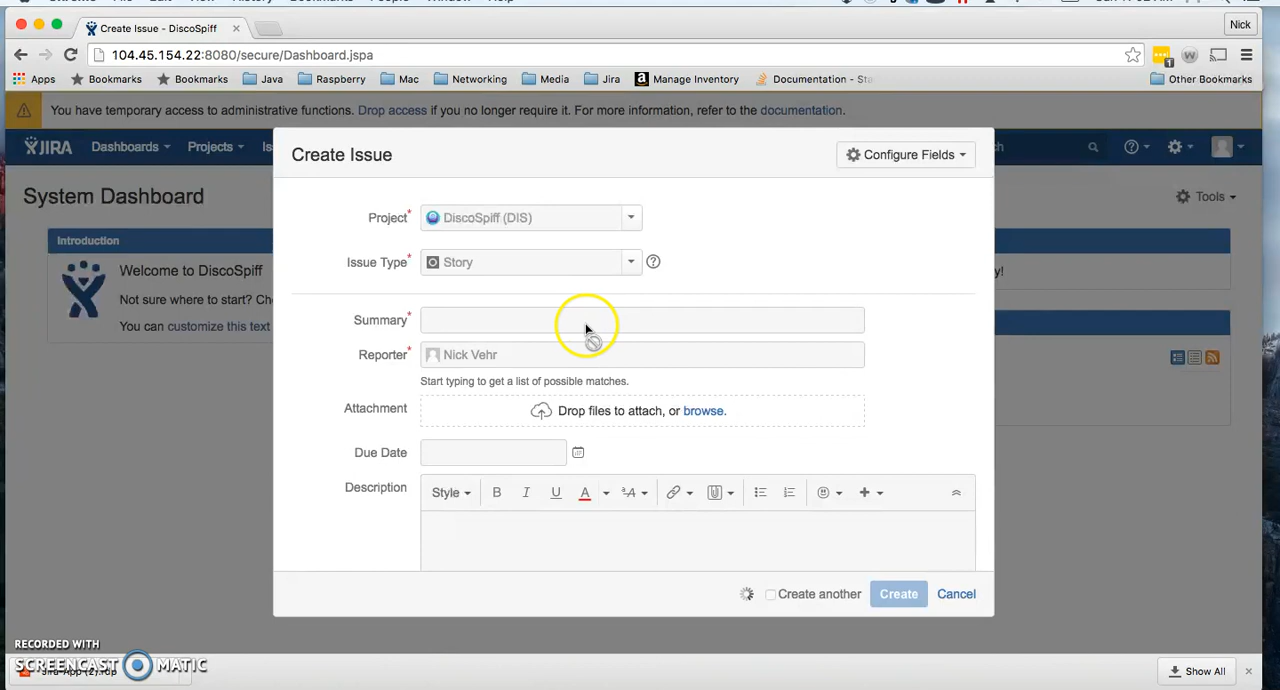 Create Issue - DiscoSpiff
Nick
104.45.154.22:8080/secure/Dashboard.jspa
Apps Bookmarks Bookmarks Java Raspberry Mac Networking Media Jira Manage Inventory Documentation - Sta Other Bookmarks
You have temporary access to administrative functions. Drop access if you no longer require it. For more information, refer to the documentation.
JIRA Dashboards Projects Is ch
Create Issue Configure Fields
System Dashboard Tools
Project* DiscoSpiff (DIS)
Introduction
Issue Type* Story
Welcome to DiscoSpiff y!
Not sure where to start? Che
Summary*
You can customize this text
Reporter* Nick Vehr
Start typing to get a list of possible matches.
Attachment Drop files to attach, or browse.
Due Date
Description Style B I U A
Create another Create Cancel
RECORDED WITH
SCREENCAST MATIC
Show All